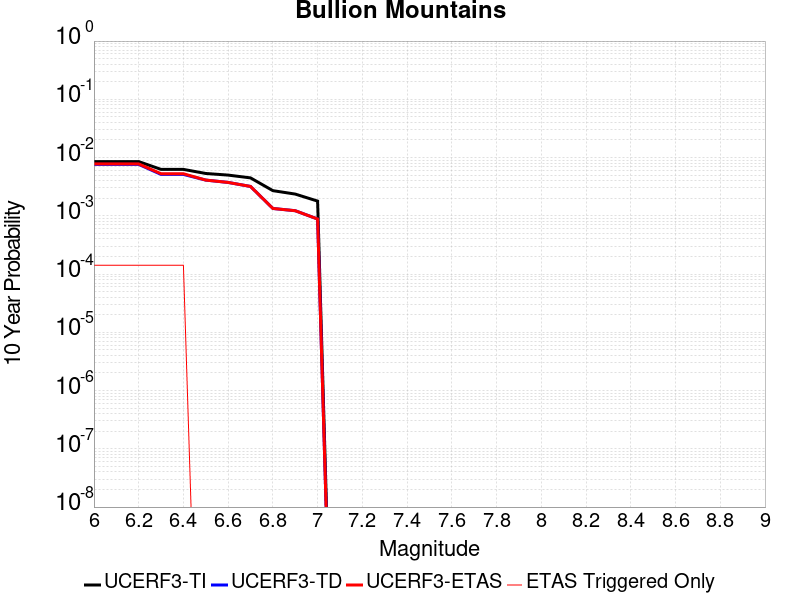 Bullion Mountains
10^0
10^-1
10^-2
10^-3
10^-4
10^-5
10^-6
10^-7
10^-8
10 Year Probability
6 6.2 6.4 6.6 6.8 7 7.2 7.4 7.6 7.8 8 8.2 8.4 8.6 8.8 9
Magnitude
UCERF3-TI UCERF3-TD UCERF3-ETAS ETAS Triggered Only